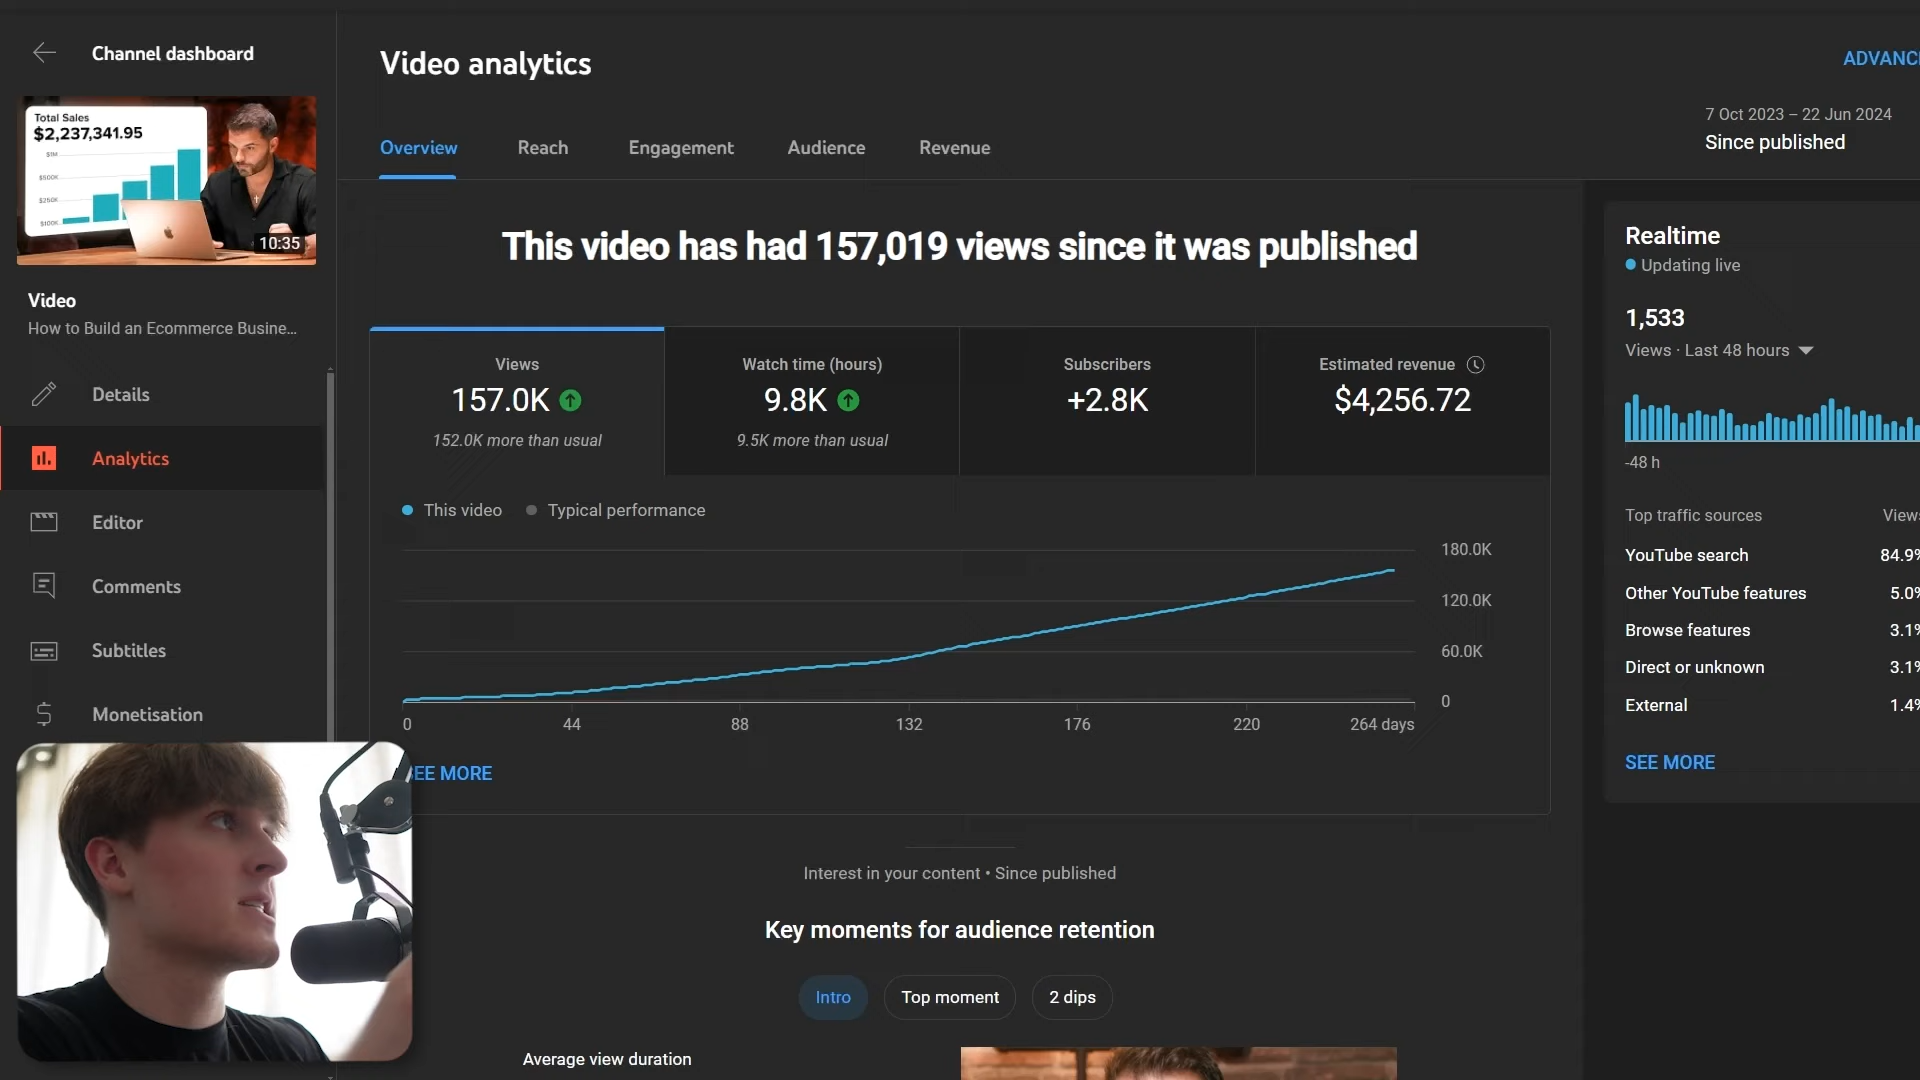 Channel dashboard
Total Sales
$2,237,341.95
$1M
$500K
$250K
$100K
10:35
Video
How to Build an Ecommerce Busine...
Details
Analytics
Editor
Comments
Subtitles
Monetisation
Video analytics
ADVANC
7 Oct 2023 – 22 Jun 2024
Since published
Overview Reach Engagement Audience Revenue
This video has had 157,019 views since it was published
Views
157.0K
152.0K more than usual
Watch time (hours)
9.8K
9.5K more than usual
Subscribers
+2.8K
Estimated revenue
$4,256.72
This video Typical performance
180.0K
120.0K
60.0K
0
0 44 88 132 176 220 264 days
EE MORE
Interest in your content • Since published
Key moments for audience retention
Intro Top moment 2 dips
Average view duration
Realtime
Updating live
1,533
Views · Last 48 hours
-48 h
Top traffic sources Views
YouTube search 84.9%
Other YouTube features 5.0%
Browse features 3.1%
Direct or unknown 3.1%
External 1.4%
SEE MORE